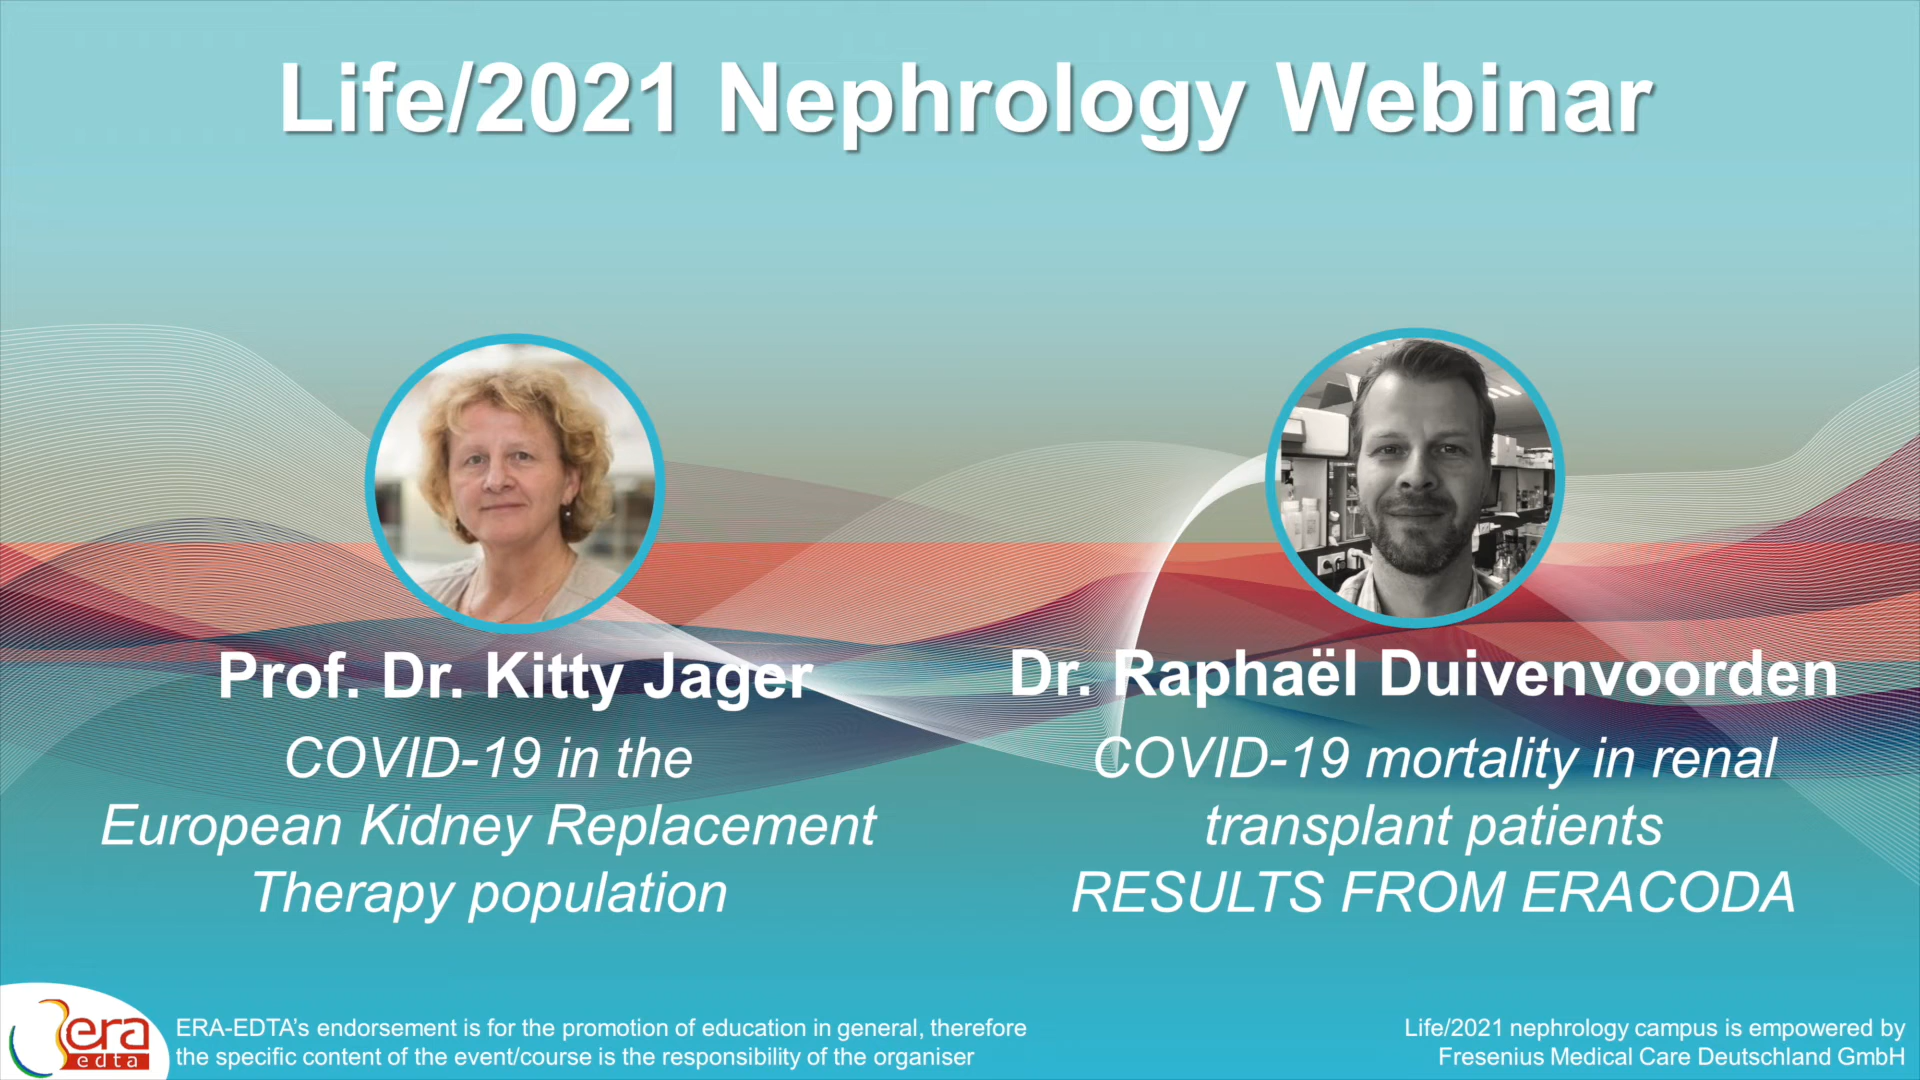 Life/2021 Nephrology Webinar
Prof. Dr. Kitty Jager
COVID-19 in the
European Kidney Replacement
Therapy population
Dr. Raphaël Duivenvoorden
COVID-19 mortality in renal
transplant patients
RESULTS FROM ERACODA
era
edta
ERA-EDTA’s endorsement is for the promotion of education in general, therefore
the specific content of the event/course is the responsibility of the organiser
Life/2021 nephrology campus is empowered by
Fresenius Medical Care Deutschland GmbH